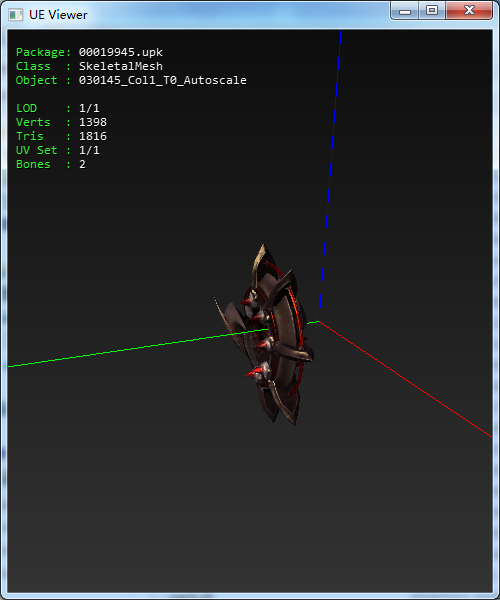 UE Viewer
Package: 00019945.upk
Class  : SkeletalMesh
Object : 030145_Col1_T0_Autoscale
LOD    : 1/1
Verts  : 1398
Tris   : 1816
UV Set : 1/1
Bones  : 2